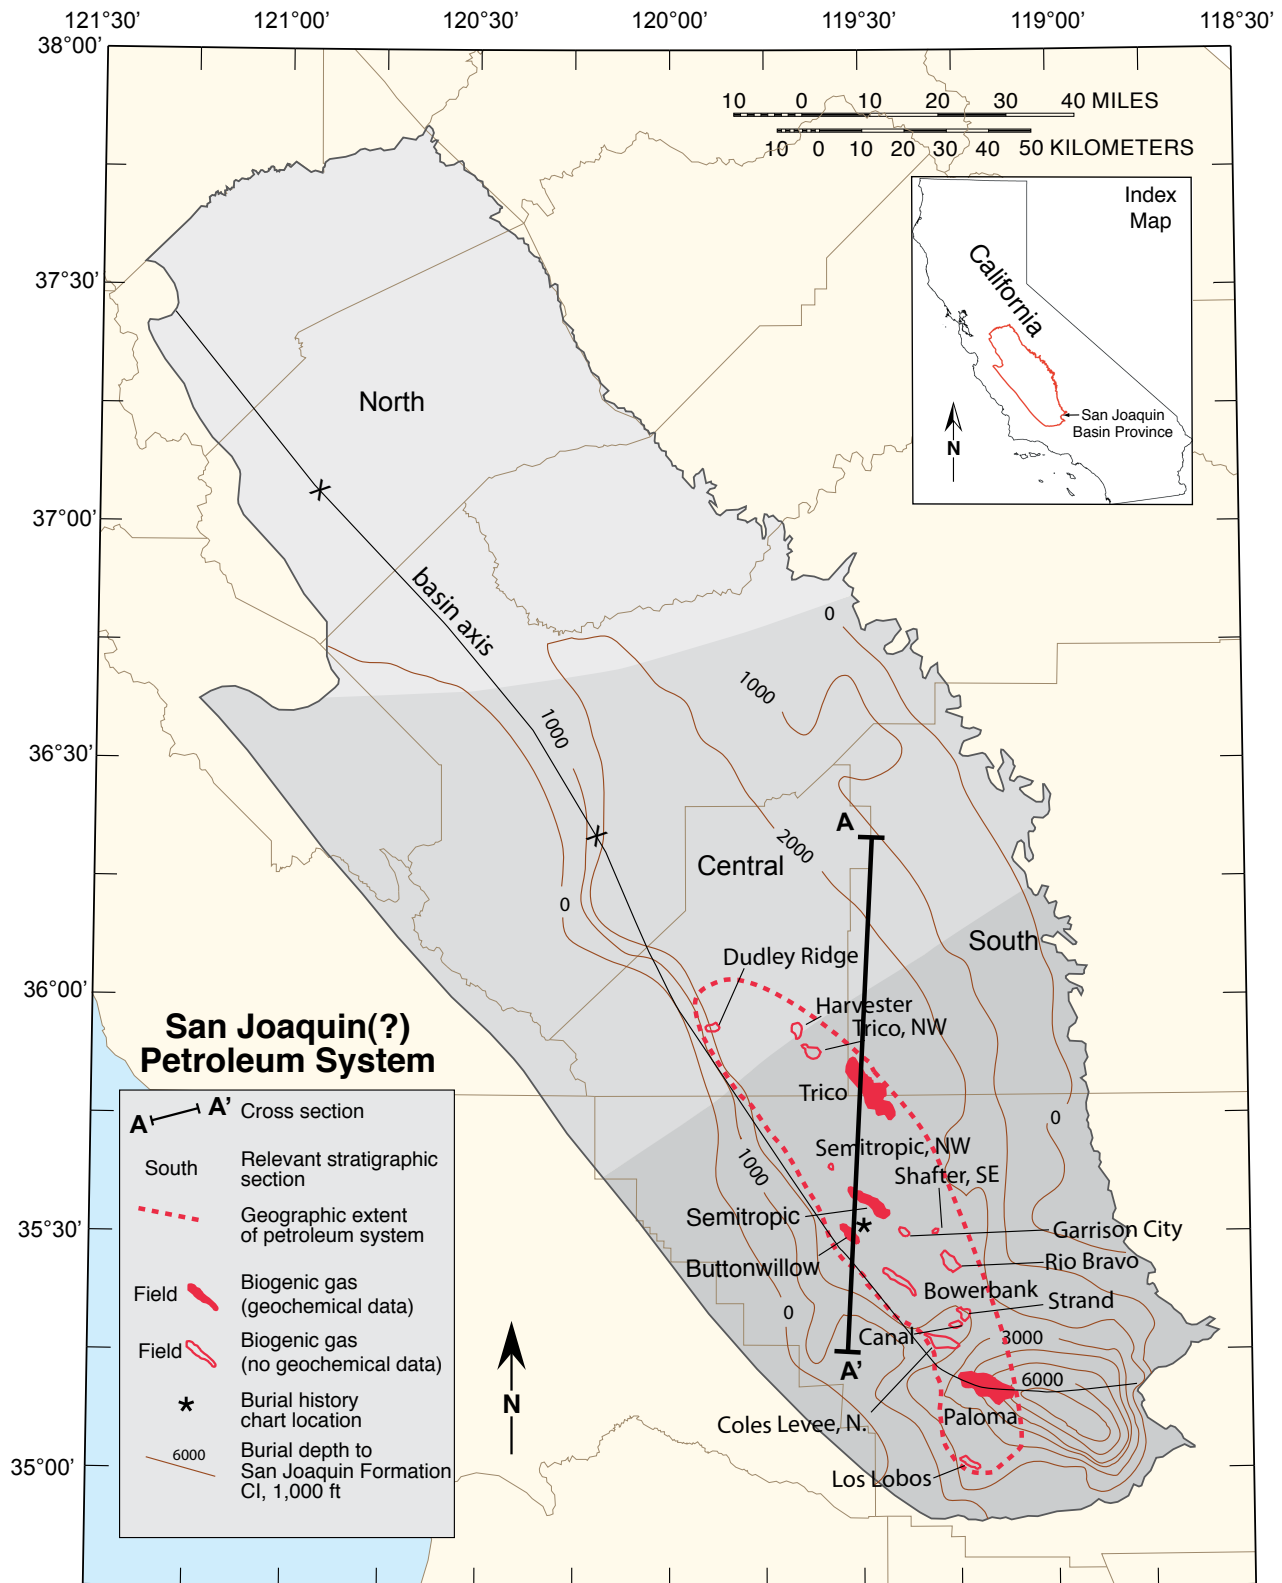 121°30' 121°00' 120°30' 120°00' 119°30' 119°00' 118°30'
38°00'
37°30'
37°00'
36°30'
36°00'
35°30'
35°00'
10 0 10 20 30 40 MILES
10 0 10 20 30 40 50 KILOMETERS
Index
Map
California
San Joaquin
Basin Province
N
North
basin axis
0
1000
1000
2000
A
Central
0
South
Dudley Ridge
Harvester
Trico, NW
Trico
0
Semitropic, NW
1000
Shafter, SE
Semitropic
*
Garrison City
Buttonwillow
Rio Bravo
Bowerbank
Strand
0
Canal
3000
A'
6000
Paloma
Coles Levee, N.
Los Lobos
N
San Joaquin(?)
Petroleum System
A A' Cross section
South Relevant stratigraphic
section
Geographic extent
of petroleum system
Field Biogenic gas
(geochemical data)
Field Biogenic gas
(no geochemical data)
* Burial history
chart location
6000 Burial depth to
San Joaquin Formation
CI, 1,000 ft